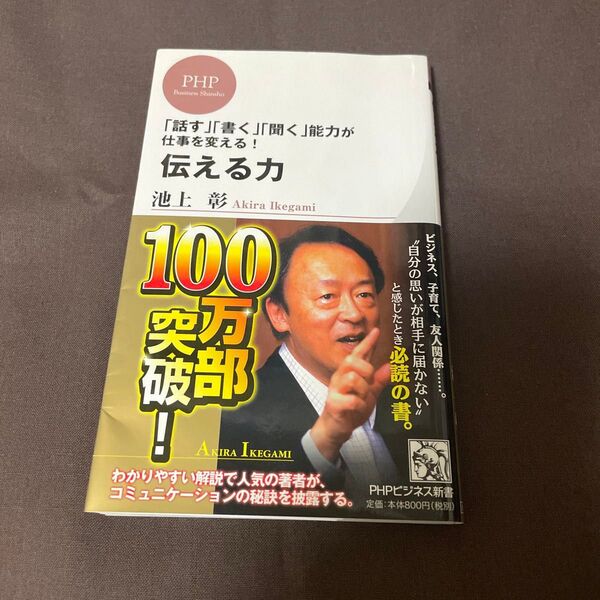 PHP
Business Shinsho
「話す」「書く」「聞く」能力が
仕事を変える!
伝える力
池上 彰 Akira Ikegami
100
万部
突破!
ビジネス、子育て、友人関係……。
“自分の思いが相手に届かない”
と感じたとき必読の書。
AKIRA IKEGAMI
わかりやすい解説で人気の著者が、
コミュニケーションの秘訣を披露する。
PHPビジネス新書
定価:本体800円(税別)